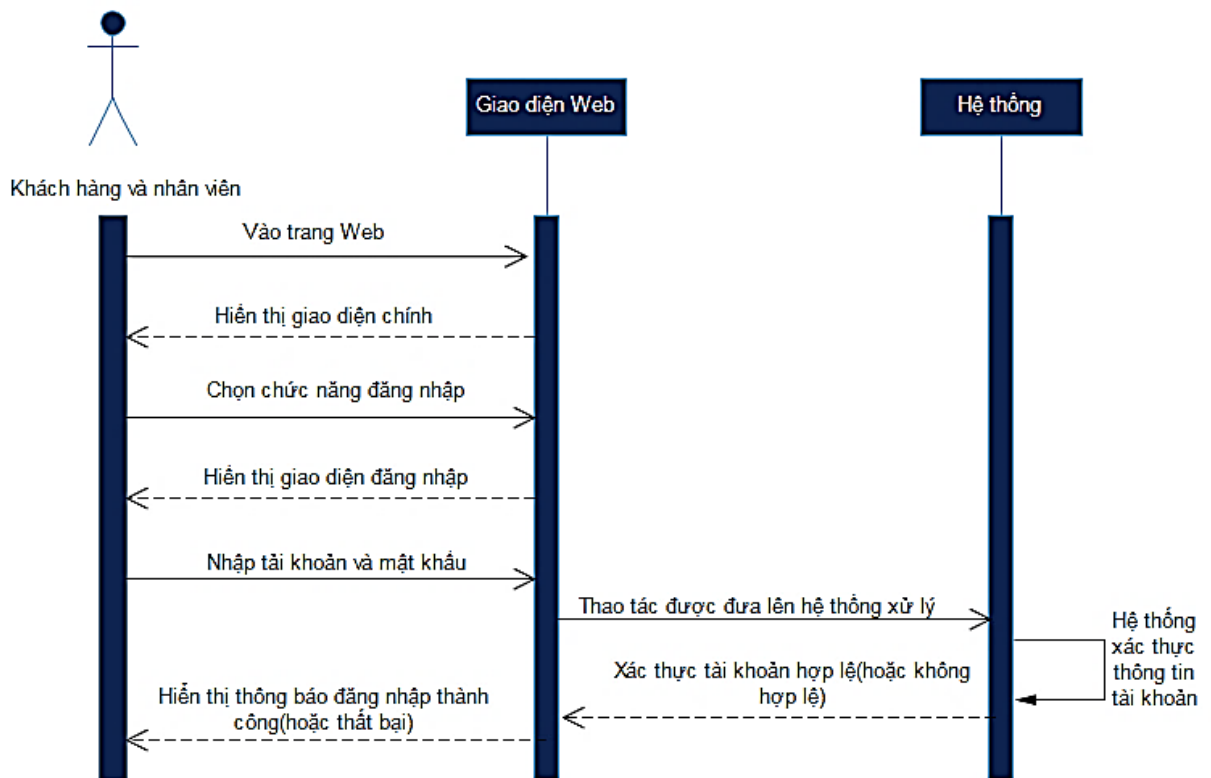 Giao diện Web
Hệ thống
Khách hàng và nhân viên
Vào trang Web
Hiển thị giao diện chính
Chọn chức năng đăng nhập
Hiển thị giao diện đăng nhập
Nhập tài khoản và mật khẩu
Thao tác được đưa lên hệ thống xử lý
Hệ thống
xác thực
thông tin
tài khoản
Xác thực tài khoản hợp lệ(hoặc không
hợp lệ)
Hiển thị thông báo đăng nhập thành
công(hoặc thất bại)